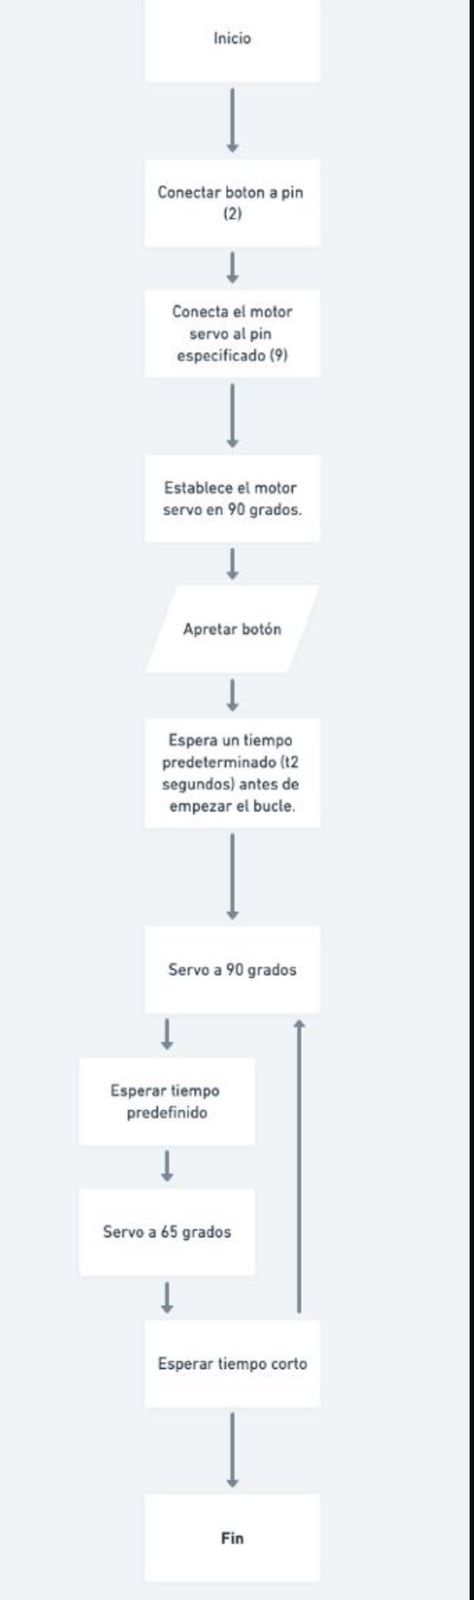 Inicio
Conectar boton a pin
(2)
Conecta el motor
servo al pin
especificado (9)
Establece el motor
servo en 90 grados.
Apretar botón
Espera un tiempo
predeterminado (t2
segundos) antes de
empezar el bucle.
Servo a 90 grados
Esperar tiempo
predefinido
Servo a 65 grados
Esperar tiempo corto
Fin